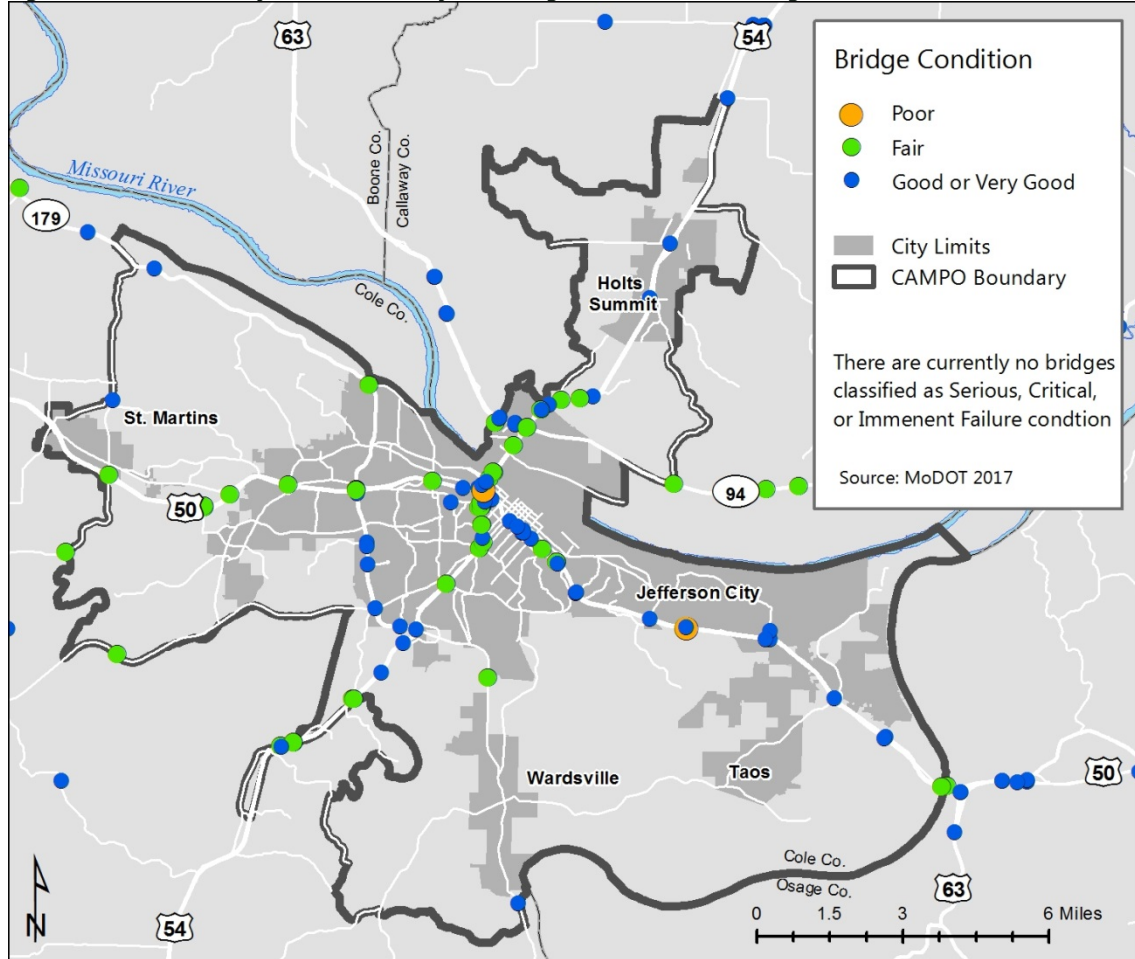 63
54
Bridge Condition
Poor
Fair
Good or Very Good
City Limits
CAMPO Boundary
There are currently no bridges
classified as Serious, Critical,
or Immenent Failure condtion
Source: MoDOT 2017
Missouri River
Boone Co.
Callaway Co.
179
Cole Co.
Holts
Summit
St. Martins
50
94
Jefferson City
Wardsville
Taos
50
Cole Co.
Osage Co.
63
54
N
0 1.5 3 6 Miles